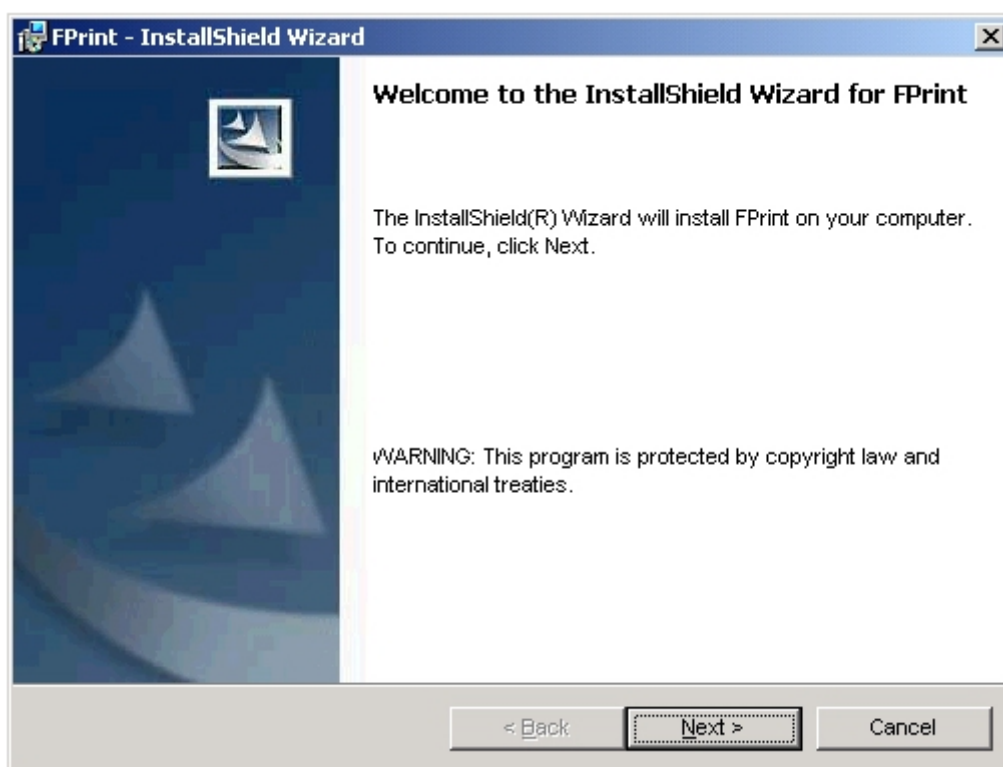 FPrint - InstallShield Wizard
Welcome to the InstallShield Wizard for FPrint
The InstallShield(R) Wizard will install FPrint on your computer.
To continue, click Next.
WARNING: This program is protected by copyright law and
international treaties.
< Back
Next >
Cancel